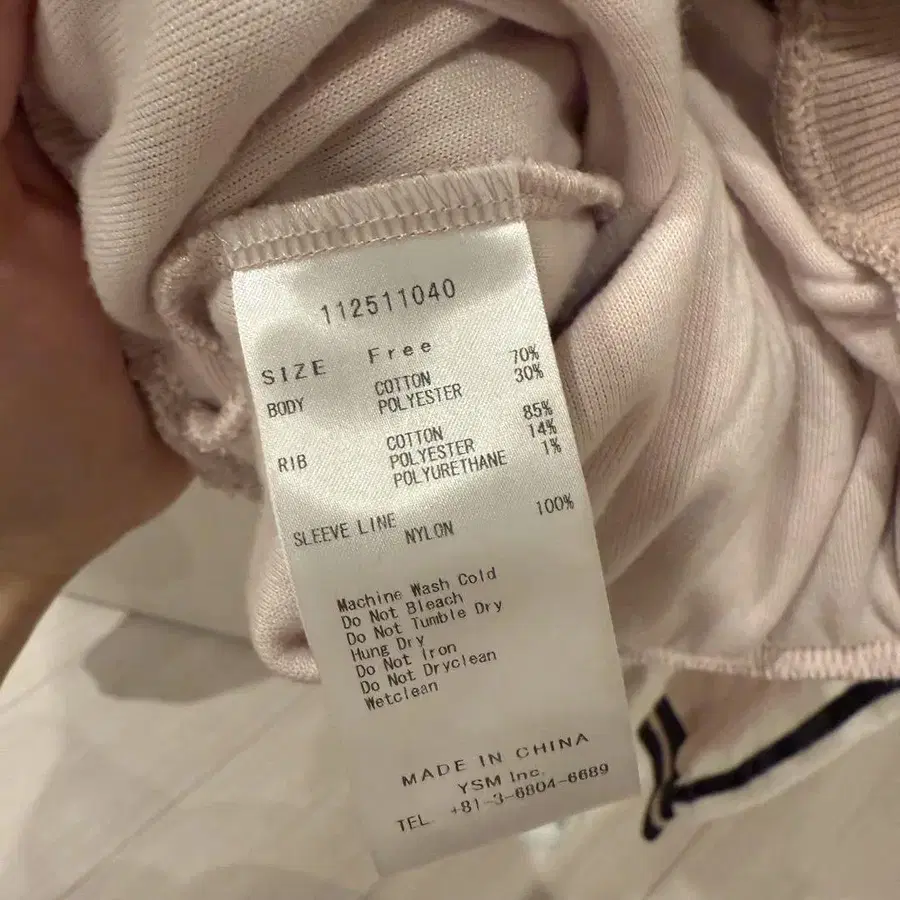 112511040
SIZE Free
BODY COTTON 70%
POLYESTER 30%
RIB COTTON 85%
POLYESTER 14%
POLYURETHANE 1%
SLEEVE LINE NYLON 100%
Machine Wash Cold
Do Not Bleach
Do Not Tumble Dry
Hung Dry
Do Not Iron
Do Not Dryclean
Wetclean
MADE IN CHINA
YSM Inc.
TEL. +81-3-6804-6689